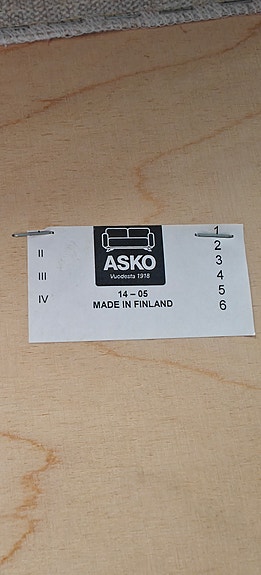 ASKO
Vuodesta 1918
14 – 05
MADE IN FINLAND
II
III
IV
1
2
3
4
5
6